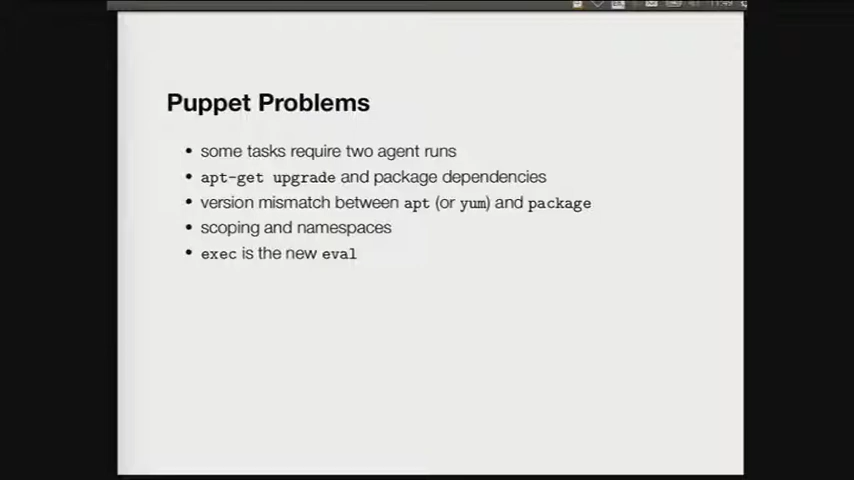 Puppet Problems
• some tasks require two agent runs
• apt-get upgrade and package dependencies
• version mismatch between apt (or yum) and package
• scoping and namespaces
• exec is the new eval